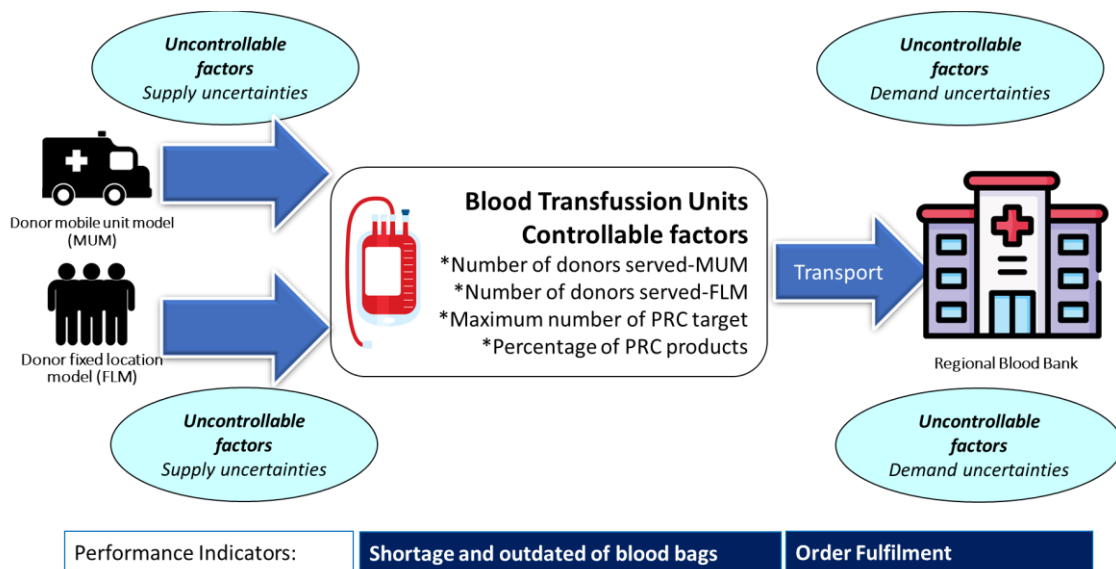 Uncontrollable
factors
Supply uncertainties
Uncontrollable
factors
Demand uncertainties
Donor mobile unit model
(MUM)
Donor fixed location
model (FLM)
Blood Transfussion Units
Controllable factors
*Number of donors served-MUM
*Number of donors served-FLM
*Maximum number of PRC target
*Percentage of PRC products
Transport
Regional Blood Bank
Uncontrollable
factors
Supply uncertainties
Uncontrollable
factors
Demand uncertainties
Performance Indicators:
Shortage and outdated of blood bags
Order Fulfilment